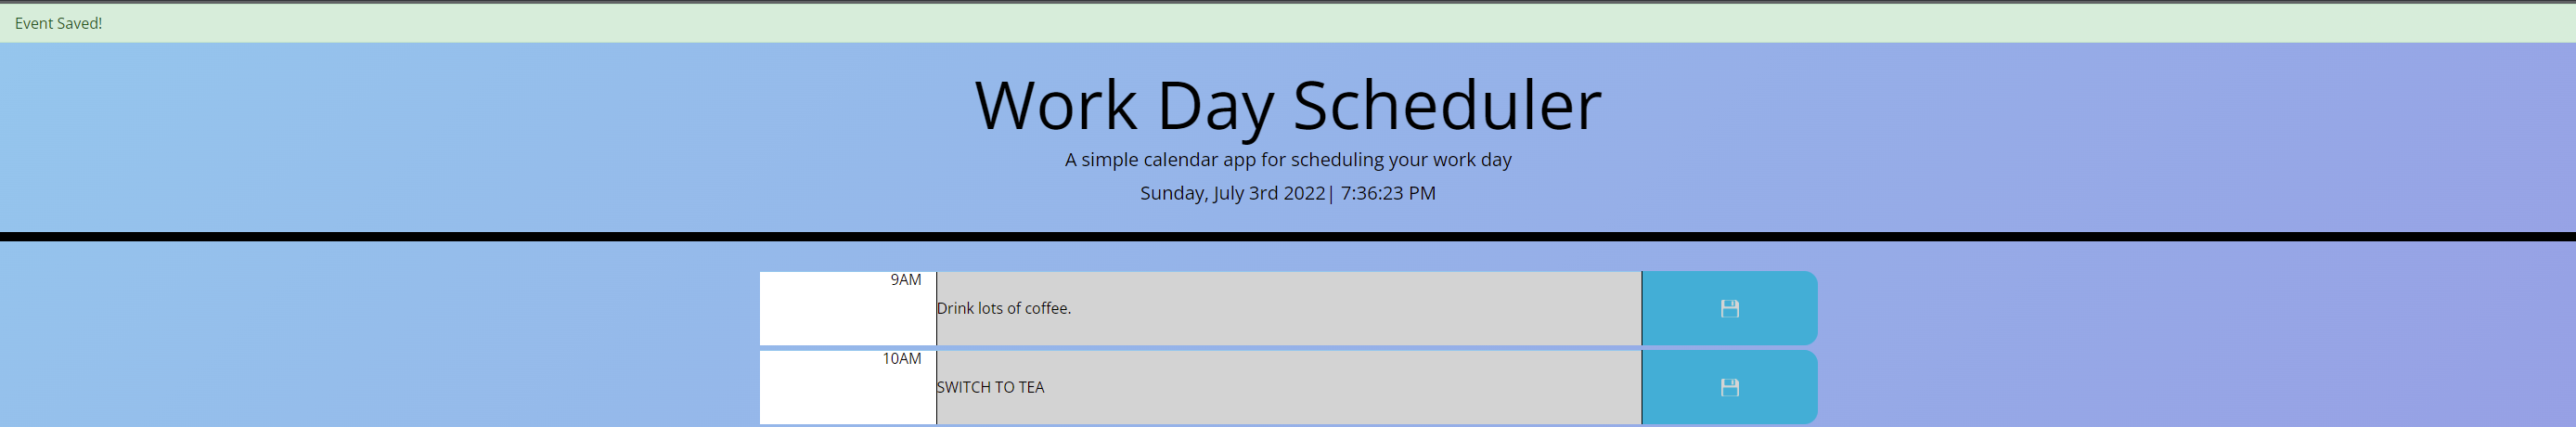 Event Saved!
Work Day Scheduler
A simple calendar app for scheduling your work day
Sunday, July 3rd 2022| 7:36:23 PM
9AM
Drink lots of coffee.
10AM
SWITCH TO TEA